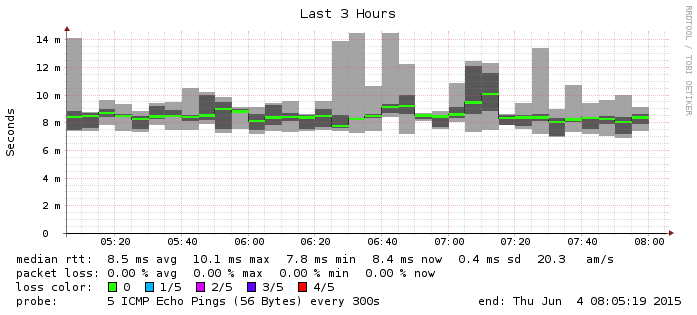 Last 3 Hours
RRDTOOL / TOBI OETIKER
Seconds
14 m
12 m
10 m
8 m
6 m
4 m
2 m
0
05:20 05:40 06:00 06:20 06:40 07:00 07:20 07:40 08:00
median rtt: 8.5 ms avg 10.1 ms max 7.8 ms min 8.4 ms now 0.4 ms sd 20.3 am/s
packet loss: 0.00 % avg 0.00 % max 0.00 % min 0.00 % now
loss color: 0 1/5 2/5 3/5 4/5
probe: 5 ICMP Echo Pings (56 Bytes) every 300s end: Thu Jun 4 08:05:19 2015